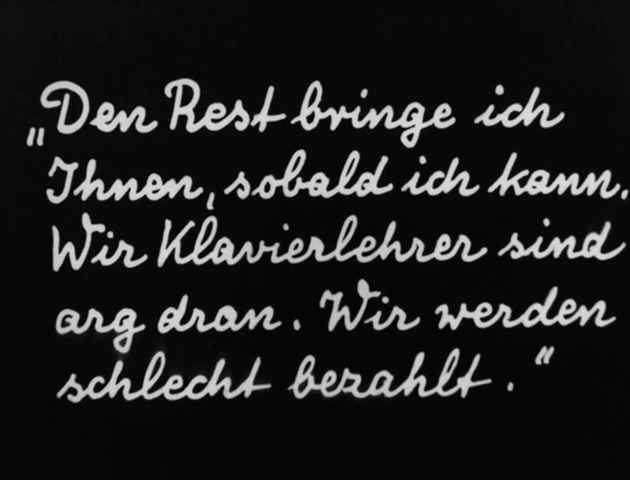 „Den Rest bringe ich
Ihnen, sobald ich kann.
Wir Klavierlehrer sind
arg dran. Wir werden
schlecht bezahlt.“